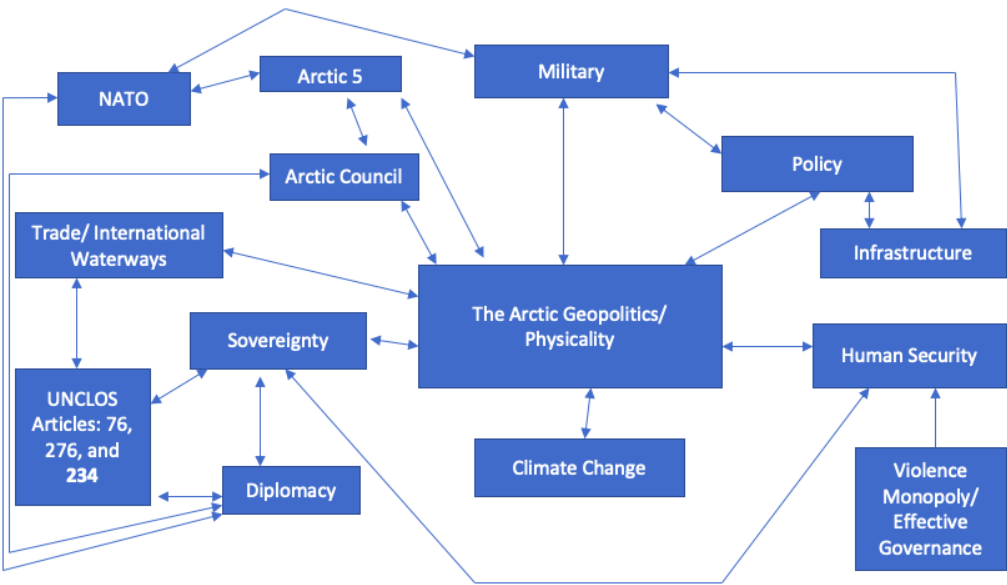 Military
Arctic 5
NATO
Policy
Arctic Council
Trade/ International
Waterways
Infrastructure
The Arctic Geopolitics/
Physicality
Sovereignty
Human Security
UNCLOS
Articles: 76,
276, and
234
Climate Change
Diplomacy
Violence
Monopoly/
Effective
Governance